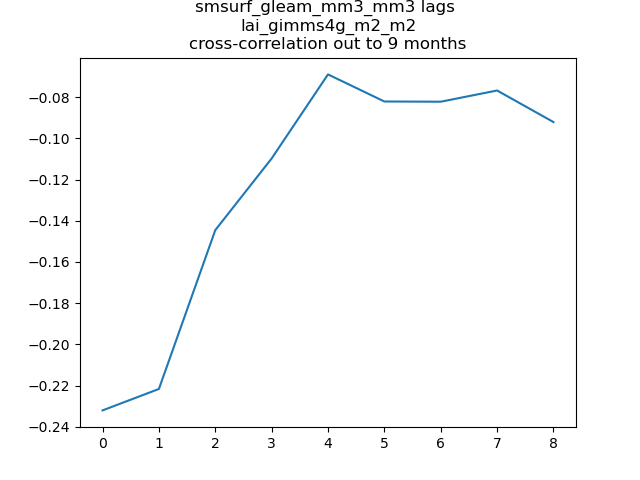 smsurf_gleam_mm3_mm3 lags
lai_gimms4g_m2_m2
cross-correlation out to 9 months
−0.08
−0.10
−0.12
−0.14
−0.16
−0.18
−0.20
−0.22
−0.24
0 1 2 3 4 5 6 7 8